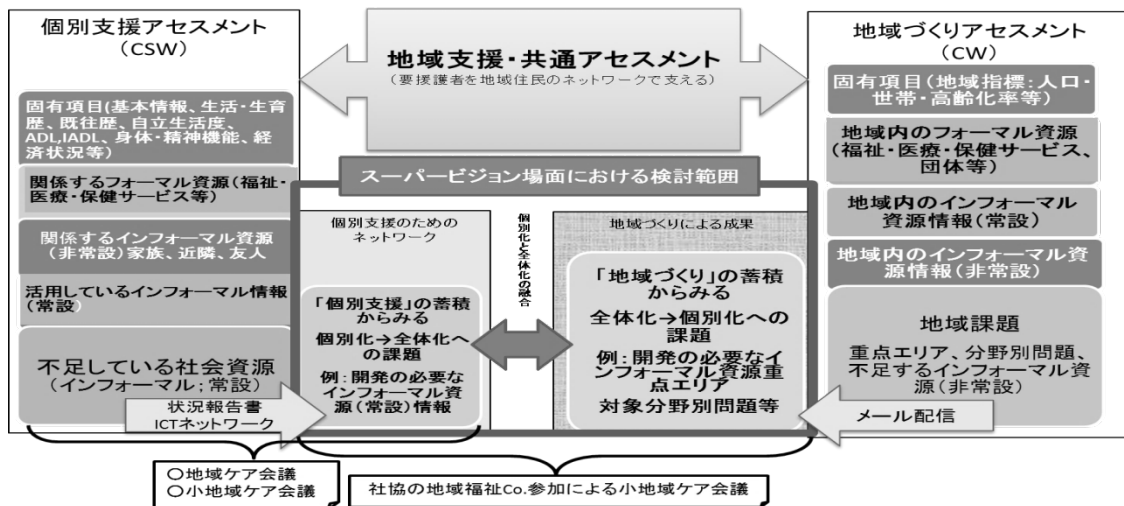 個別支援アセスメント
（CSW）
固有項目(基本情報、生活・生育
歴、既往歴、自立生活度、
ADL,IADL、身体・精神機能、経
済状況等)
関係するフォーマル資源(福祉・
医療・保健サービス等)
関係するインフォーマル資源
(非常設)家族、近隣、友人
活用しているインフォーマル情報
(常設)
不足している社会資源
(インフォーマル；常設)
状況報告書
ICTネットワーク
○地域ケア会議
○小地域ケア会議
地域支援・共通アセスメント
(要援護者を地域住民のネットワークで支える)
スーパービジョン場面における検討範囲
個別支援のための
ネットワーク
「個別支援」の蓄積
からみる
個別化→全体化へ
の課題
例：開発の必要な
インフォーマル資
源(常設)情報
個別化と全体化の融合
地域づくりによる成果
「地域づくり」の蓄積
からみる
全体化→個別化への
課題
例：開発の必要なイ
ンフォーマル資源重
点エリア
対象分野別問題等
社協の地域福祉Co.参加による小地域ケア会議
地域づくりアセスメント
（CW）
固有項目(地域指標：人口・
世帯・高齢化率等)
地域内のフォーマル資源
(福祉・医療・保健サービス、
団体等)
地域内のインフォーマル
資源情報(常設)
地域内のインフォーマル資
源情報(非常設)
地域課題
重点エリア、分野別問題、
不足するインフォーマル資
源(非常設)
メール配信